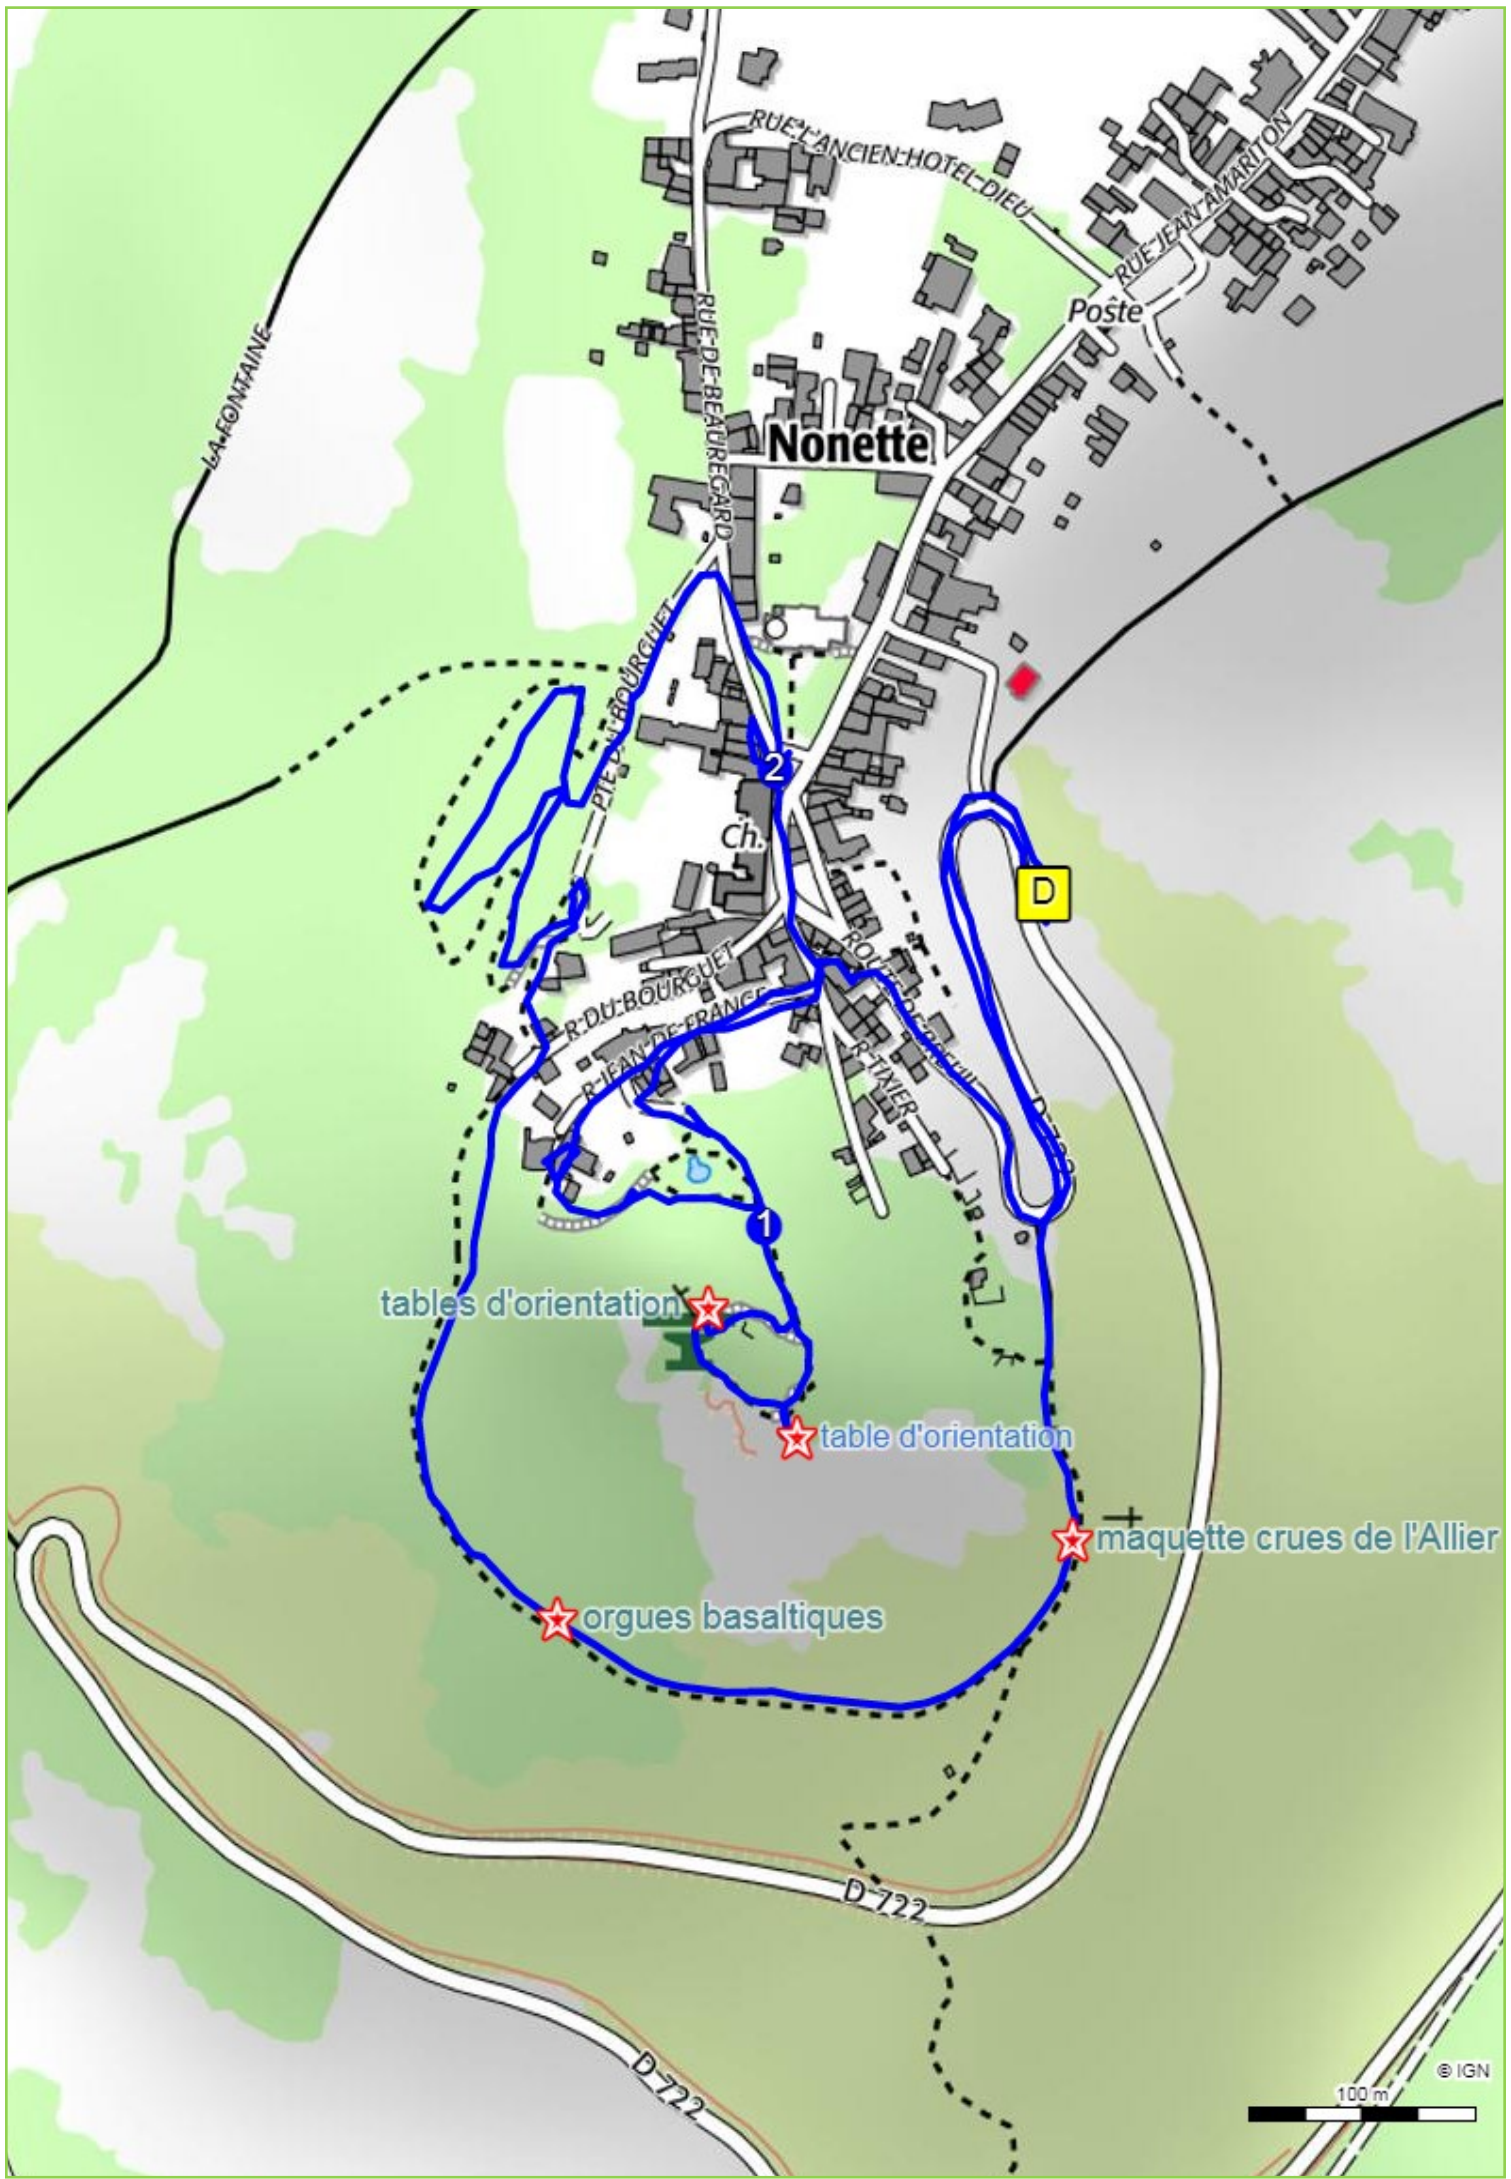 RUE L'ANCIEN HOTEL DIEU
RUE JEAN AMARITON
Poste
LA FONTAINE
RUE DE BEAUREGARD
Nonette
PTE DU BOURGUET
2
Ch.
D
R DU BOURGUET
ROUTE DE BREUIL
R JEAN DE FRANCE
R TIXIER
D 722
1
tables d'orientation
table d'orientation
maquette crues de l'Allier
orgues basaltiques
D 722
D 722
© IGN
100 m